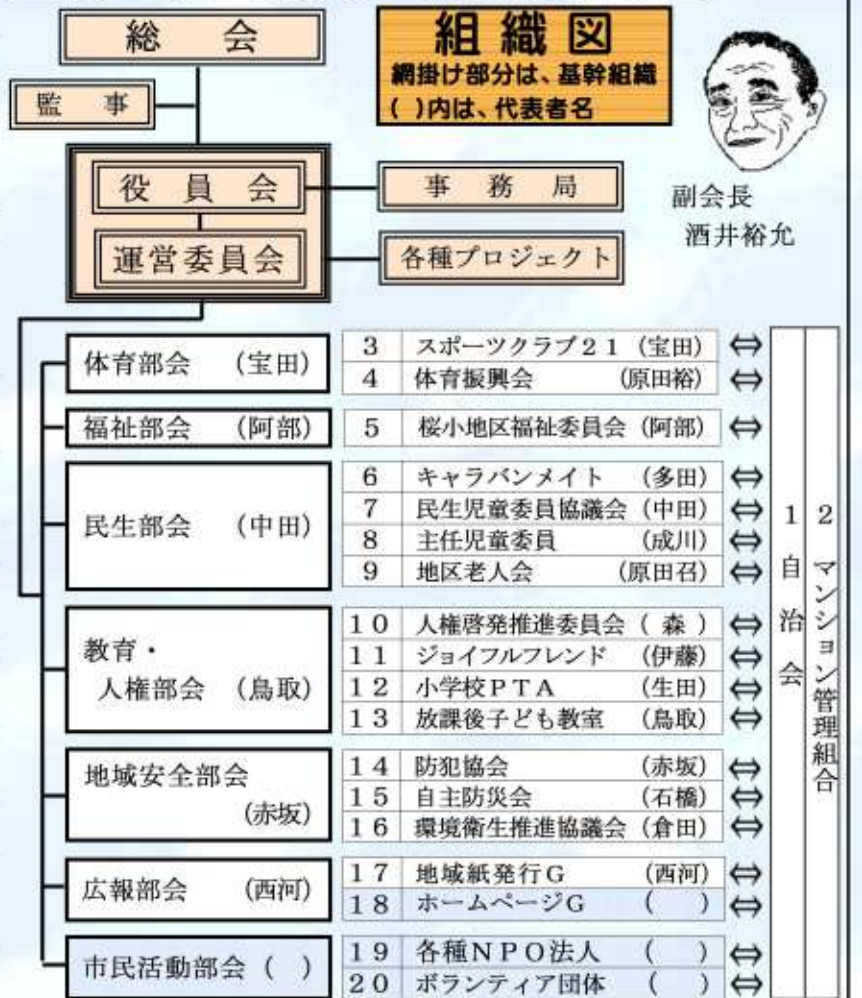 総会
組織図
網掛け部分は、基幹組織
( )内は、代表者名
監事
役員会
事務局
副会長
酒井裕允
運営委員会
各種プロジェクト
体育部会 (宝田)
3 スポーツクラブ21 (宝田) ⇔
4 体育振興会 (原田裕) ⇔
福祉部会 (阿部)
5 桜小地区福祉委員会 (阿部) ⇔
民生部会 (中田)
6 キャラバンメイト (多田) ⇔
7 民生児童委員協議会 (中田) ⇔
8 主任児童委員 (成川) ⇔
9 地区老人会 (原田召) ⇔
教育・
人権部会 (鳥取)
10 人権啓発推進委員会 ( 森 ) ⇔
11 ジョイフルフレンド (伊藤) ⇔
12 小学校PTA (生田) ⇔
13 放課後子ども教室 (鳥取) ⇔
地域安全部会
(赤坂)
14 防犯協会 (赤坂) ⇔
15 自主防災会 (石橋) ⇔
16 環境衛生推進協議会 (倉田) ⇔
広報部会 (西河)
17 地域紙発行G (西河) ⇔
18 ホームページG ( ) ⇔
市民活動部会 ( )
19 各種NPO法人 ( ) ⇔
20 ボランティア団体 ( ) ⇔
1 自治会
2 マンション管理組合